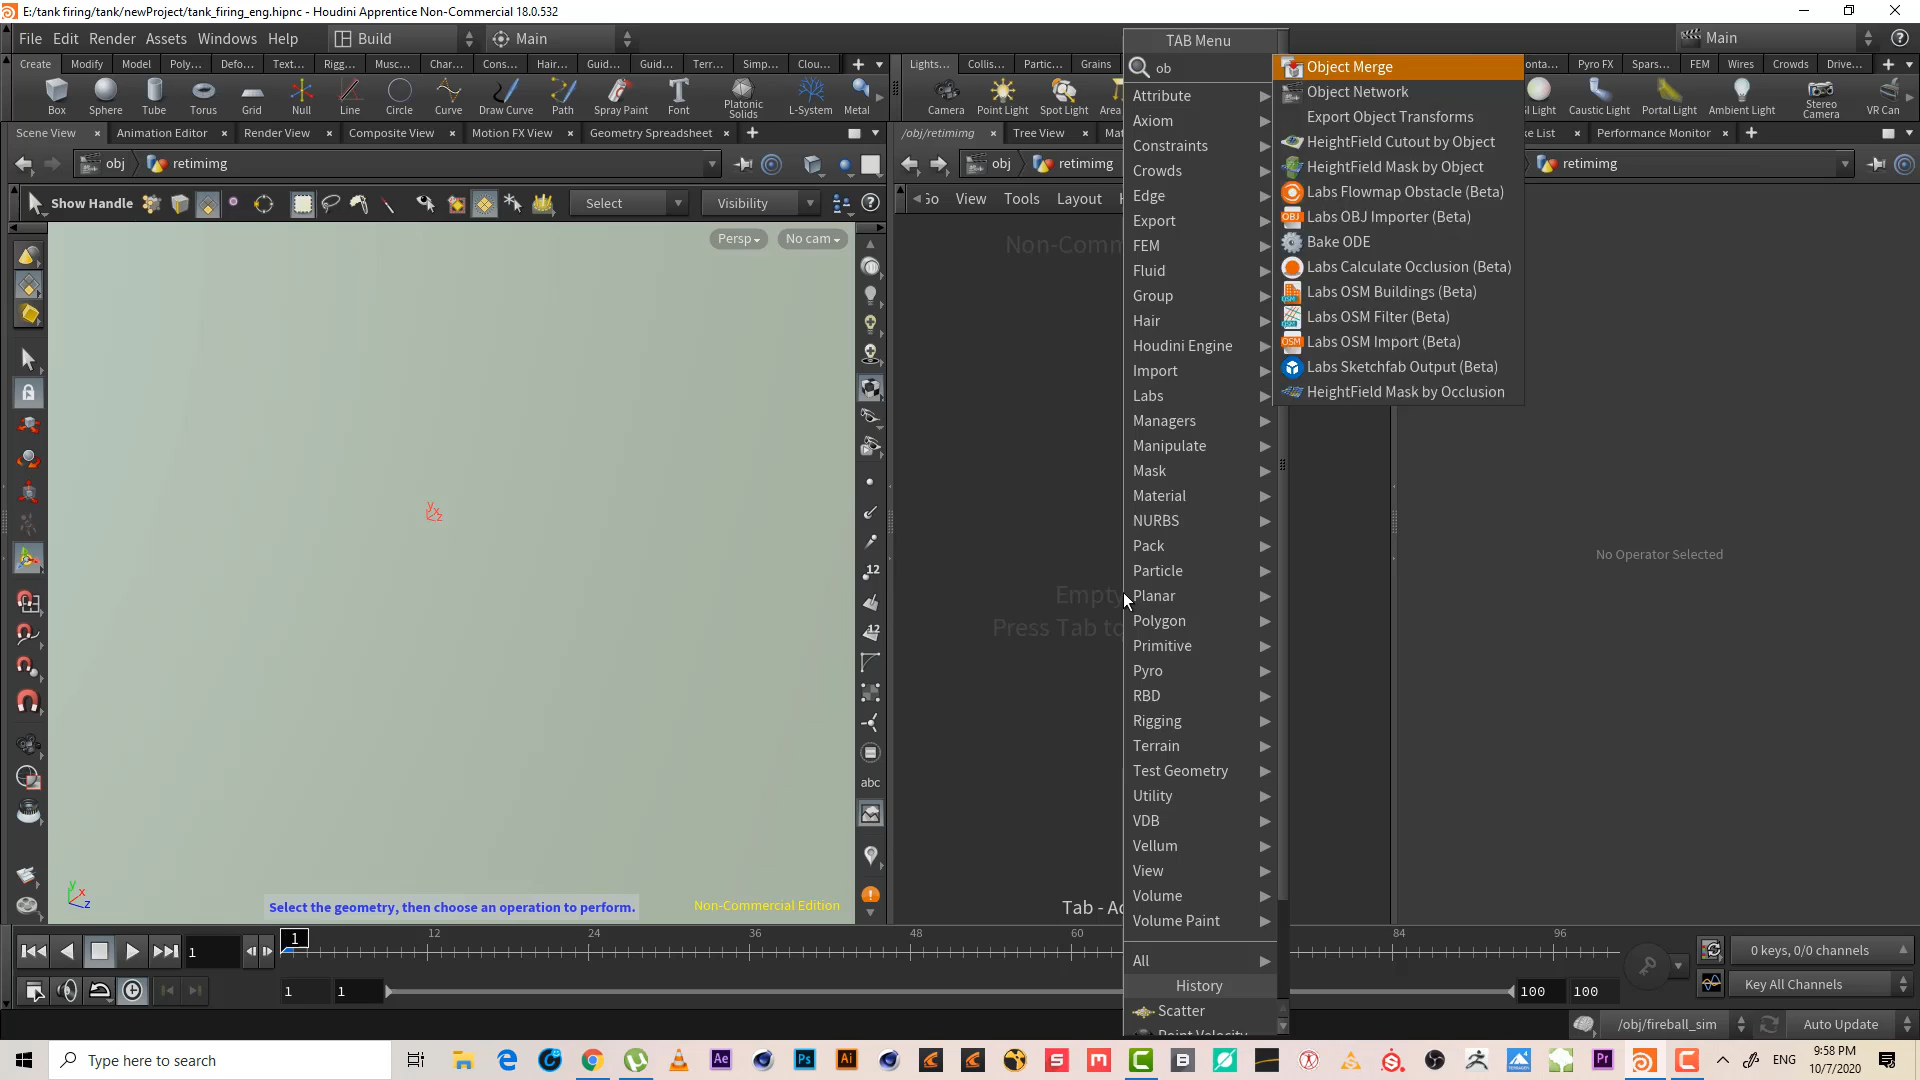 E:/tank firing/tank/newProject/tank_firing_eng.hipnc - Houdini Apprentice Non-Commercial 18.0.532
File Edit Render Assets Windows Help Build Main Main
Create Modify Model Poly... Defo... Text... Rigg... Musc... Char... Cons... Hair... Guid... Guid... Terr... Simp... Clou...
Box Sphere Tube Torus Grid Null Line Circle Curve Draw Curve Path Spray Paint Font Platonic Solids L-System Metal
Lights... Collis... Partic... Grains Pyro FX Spars... FEM Wires Crowds Drive...
Camera Point Light Spot Light Caustic Light Portal Light Ambient Light Stereo Camera VR Can
Scene View Animation Editor Render View Composite View Motion FX View Geometry Spreadsheet
/obj/retimimg Tree View Performance Monitor
obj retimimg
obj retimimg
retimimg
Show Handle Select Visibility
View Tools Layout
Persp No cam
Non-Comm
Empty
Press Tab to
TAB Menu
ob
Attribute
Axiom
Constraints
Crowds
Edge
Export
FEM
Fluid
Group
Hair
Houdini Engine
Import
Labs
Managers
Manipulate
Mask
Material
NURBS
Pack
Particle
Planar
Polygon
Primitive
Pyro
RBD
Rigging
Terrain
Test Geometry
Utility
VDB
Vellum
View
Volume
Volume Paint
All
History
Scatter
Point Velocity
Object Merge
Object Network
Export Object Transforms
HeightField Cutout by Object
HeightField Mask by Object
Labs Flowmap Obstacle (Beta)
Labs OBJ Importer (Beta)
Bake ODE
Labs Calculate Occlusion (Beta)
Labs OSM Buildings (Beta)
Labs OSM Filter (Beta)
Labs OSM Import (Beta)
Labs Sketchfab Output (Beta)
HeightField Mask by Occlusion
No Operator Selected
12
12
abc
Select the geometry, then choose an operation to perform.
Non-Commercial Edition
1 1 12 24 36 48 60 84 96
0 keys, 0/0 channels
1 1 100 100
Key All Channels
/obj/fireball_sim Auto Update
Type here to search
ENG
9:58 PM
10/7/2020